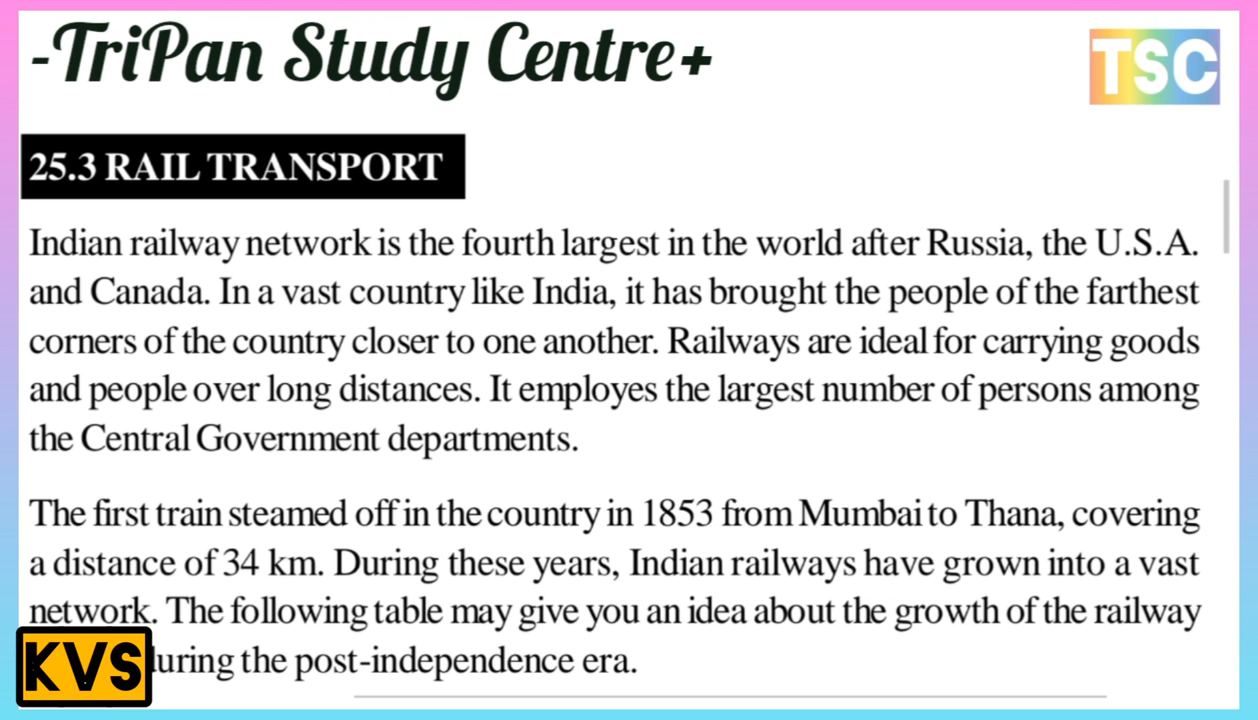 -TriPan Study Centre+
TSC
25.3 RAIL TRANSPORT
Indian railway network is the fourth largest in the world after Russia, the U.S.A.
and Canada. In a vast country like India, it has brought the people of the farthest
corners of the country closer to one another. Railways are ideal for carrying goods
and people over long distances. It employes the largest number of persons among
the Central Government departments.
The first train steamed off in the country in 1853 from Mumbai to Thana, covering
a distance of 34 km. During these years, Indian railways have grown into a vast
network. The following table may give you an idea about the growth of the railway
KVS during the post-independence era.